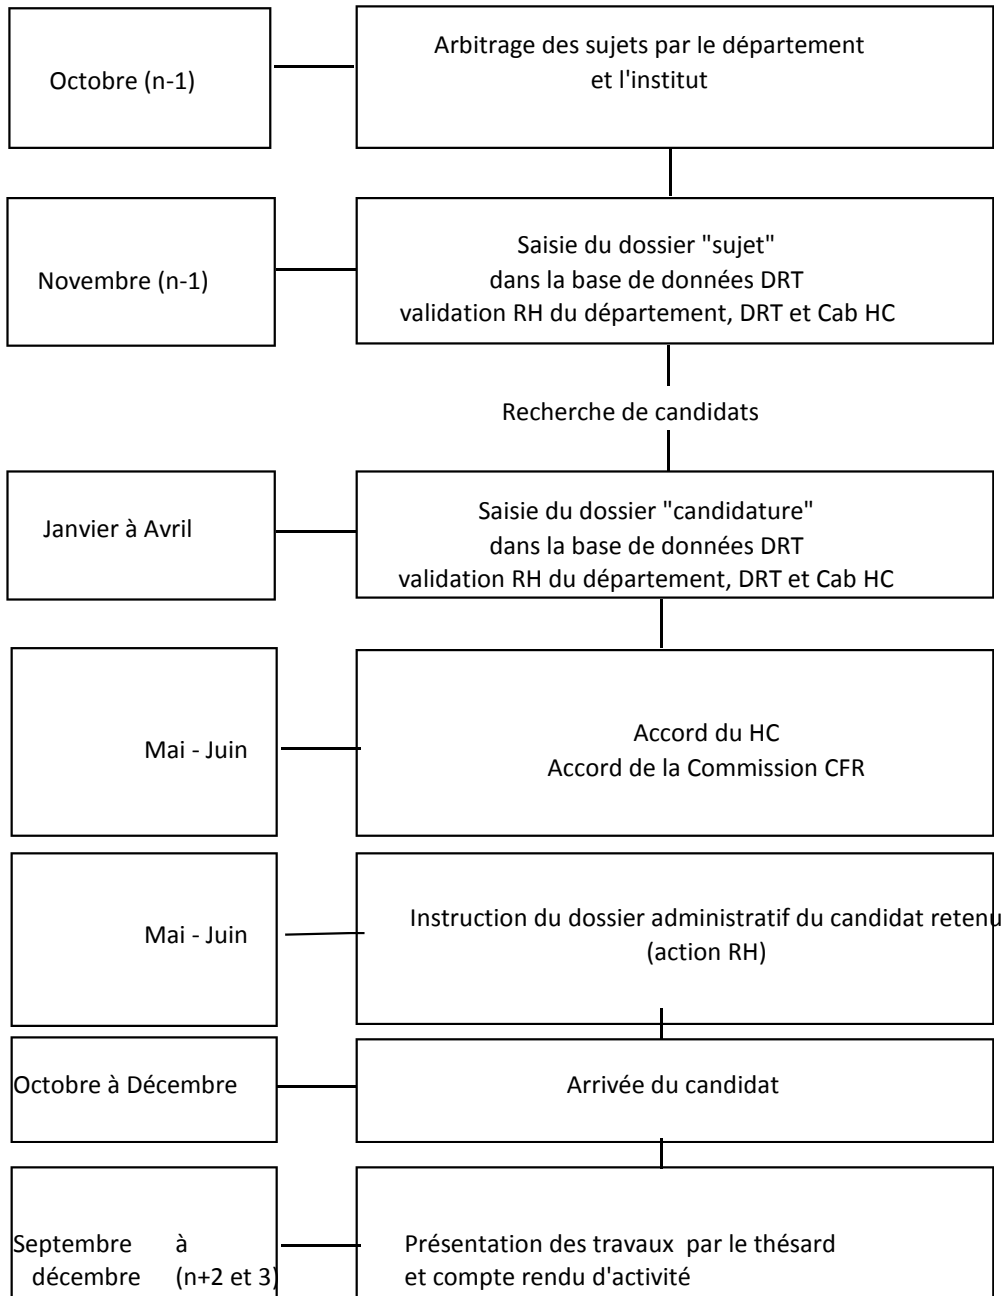 Octobre (n-1)
Arbitrage des sujets par le département
et l'institut
Novembre (n-1)
Saisie du dossier "sujet"
dans la base de données DRT
validation RH du département, DRT et Cab HC
Recherche de candidats
Janvier à Avril
Saisie du dossier "candidature"
dans la base de données DRT
validation RH du département, DRT et Cab HC
Mai - Juin
Accord du HC
Accord de la Commission CFR
Mai - Juin
Instruction du dossier administratif du candidat retenu
(action RH)
Octobre à Décembre
Arrivée du candidat
Septembre à
décembre (n+2 et 3)
Présentation des travaux par le thésard
et compte rendu d'activité